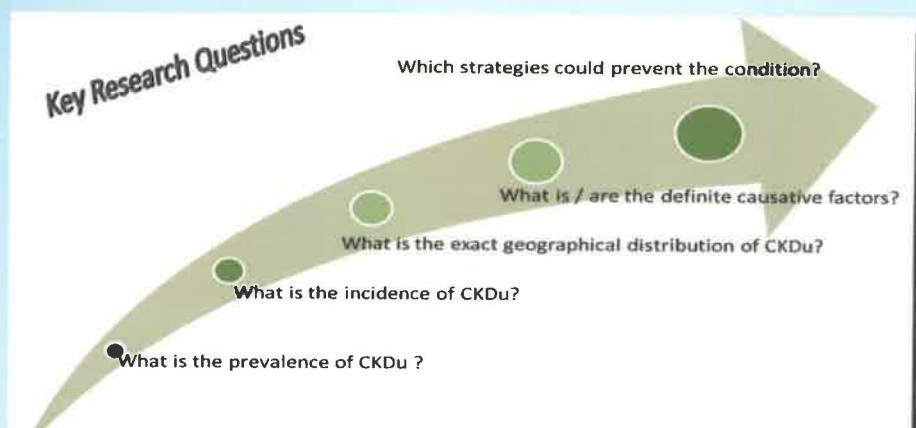 Key Research Questions
Which strategies could prevent the condition?
What is / are the definite causative factors?
What is the exact geographical distribution of CKDu?
What is the incidence of CKDu?
What is the prevalence of CKDu ?